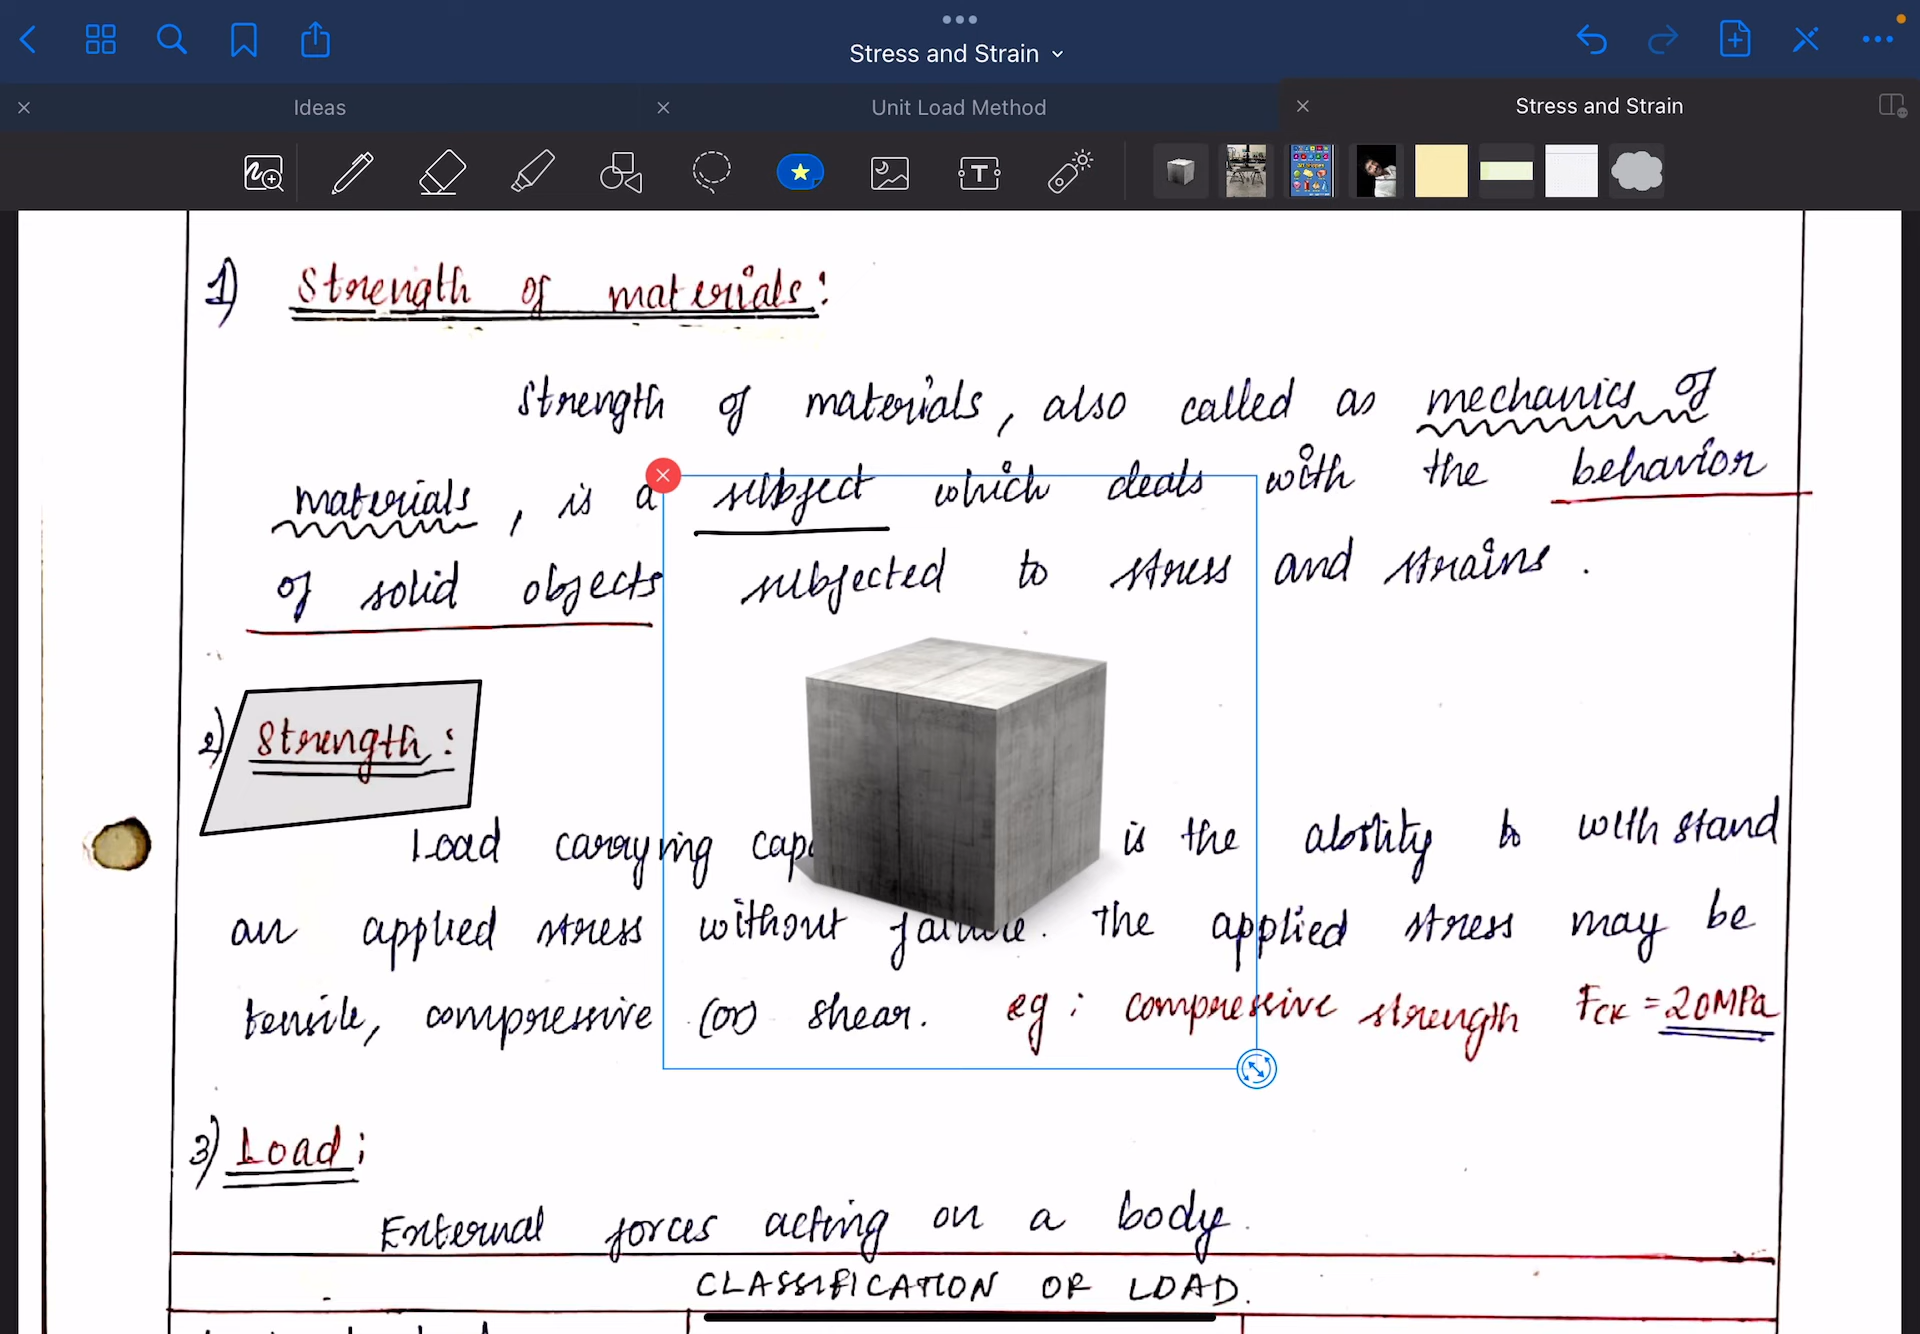 Stress and Strain
Ideas
Unit Load Method
Stress and Strain
1) Strength of materials:
Strength of materials, also called as mechanics of
materials, is a subject which deals with the behavior
of solid objects subjected to stress and strains.
2) Strength:
Load carrying is the ability to with stand
an applied stress without failure. The applied stress may be
tensile, compressive (or) shear. eg: compressive strength FCK = 20MPa
3) Load:
External forces acting on a body.
CLASSIFICATION OF LOAD.